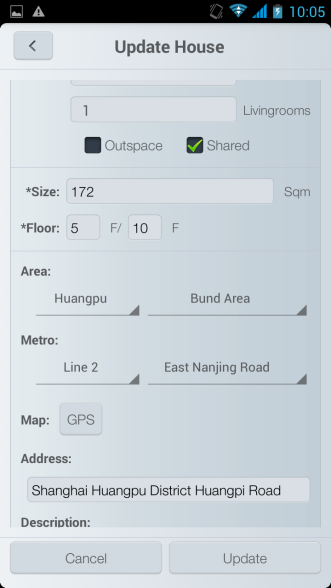 10:05
Update House
1 Livingrooms
Outspace Shared
*Size: 172 Sqm
*Floor: 5 F/ 10 F
Area:
Huangpu Bund Area
Metro:
Line 2 East Nanjing Road
Map: GPS
Address:
Shanghai Huangpu District Huangpi Road
Description:
Cancel Update